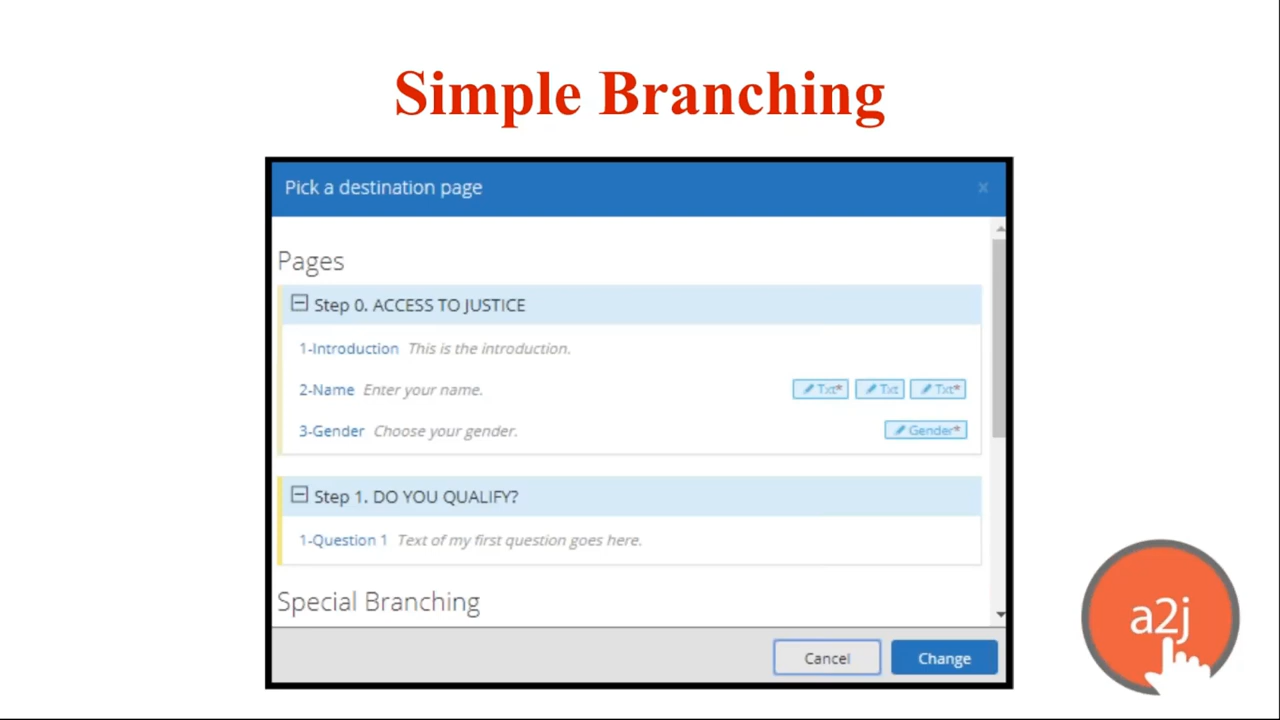 Simple Branching
Pick a destination page ×
Pages
Step 0. ACCESS TO JUSTICE
1-Introduction This is the introduction.
2-Name Enter your name. Txt* Txt Txt*
3-Gender Choose your gender. Gender*
Step 1. DO YOU QUALIFY?
1-Question 1 Text of my first question goes here.
Special Branching
Cancel Change
a2j